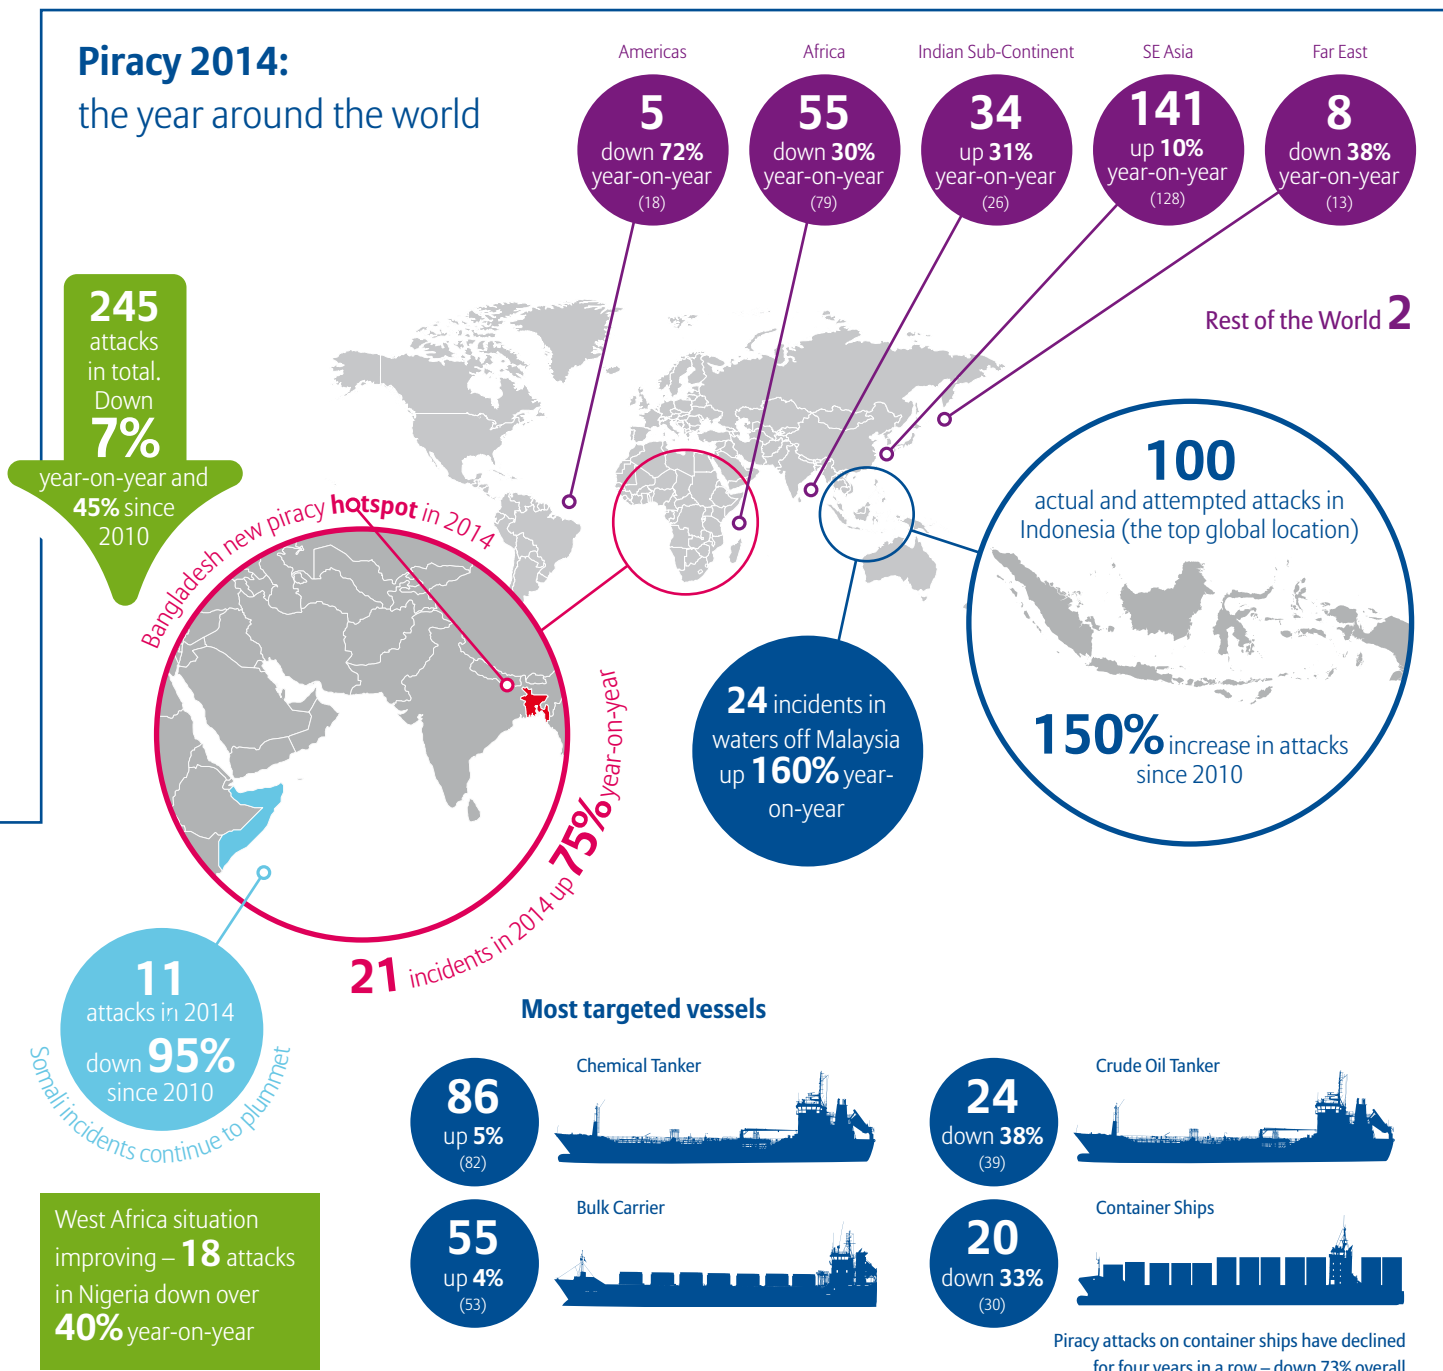 Piracy 2014:
the year around the world
Americas
5
down 72%
year-on-year
(18)
Africa
55
down 30%
year-on-year
(79)
Indian Sub-Continent
34
up 31%
year-on-year
(26)
SE Asia
141
up 10%
year-on-year
(128)
Far East
8
down 38%
year-on-year
(13)
Rest of the World 2
245
attacks
in total.
Down
7%
year-on-year and
45% since
2010
Bangladesh new piracy hotspot in 2014
21 incidents in 2014 up 75% year-on-year
100
actual and attempted attacks in
Indonesia (the top global location)
150% increase in attacks
since 2010
24 incidents in
waters off Malaysia
up 160% year-
on-year
11
attacks in 2014
down 95%
since 2010
Somali incidents continue to plummet
West Africa situation
improving – 18 attacks
in Nigeria down over
40% year-on-year
Most targeted vessels
86
up 5%
(82)
Chemical Tanker
24
down 38%
(39)
Crude Oil Tanker
55
up 4%
(53)
Bulk Carrier
20
down 33%
(30)
Container Ships
Piracy attacks on container ships have declined
for four years in a row – down 73% overall